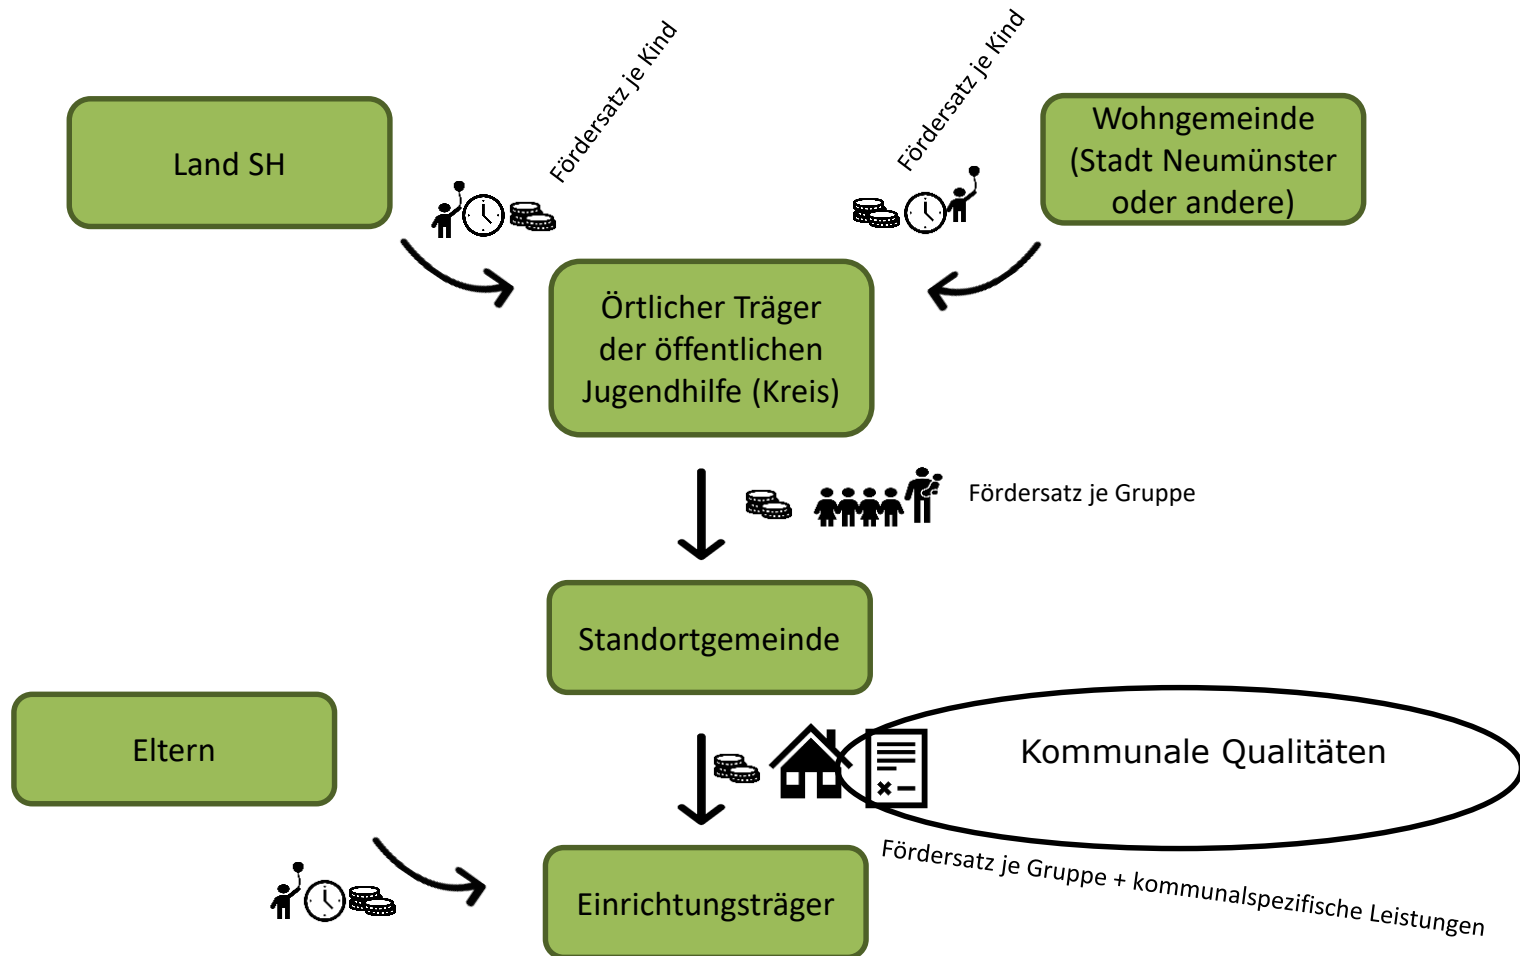 Fördersatz je Kind
Fördersatz je Kind
Land SH
Wohngemeinde
(Stadt Neumünster
oder andere)
Örtlicher Träger
der öffentlichen
Jugendhilfe (Kreis)
Fördersatz je Gruppe
Standortgemeinde
Eltern
Kommunale Qualitäten
Fördersatz je Gruppe + kommunalspezifische Leistungen
Einrichtungsträger